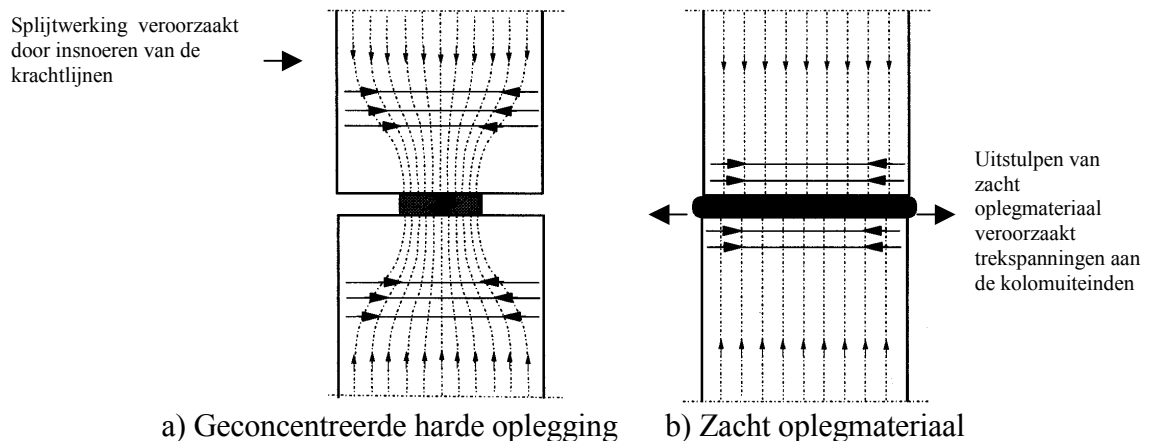 Splijtwerking veroorzaakt
door insnoeren van de
krachtlijnen
Uitstulpen van
zacht
oplegmateriaal
veroorzaakt
trekspanningen aan
de kolomuiteinden
a) Geconcentreerde harde oplegging
b) Zacht oplegmateriaal